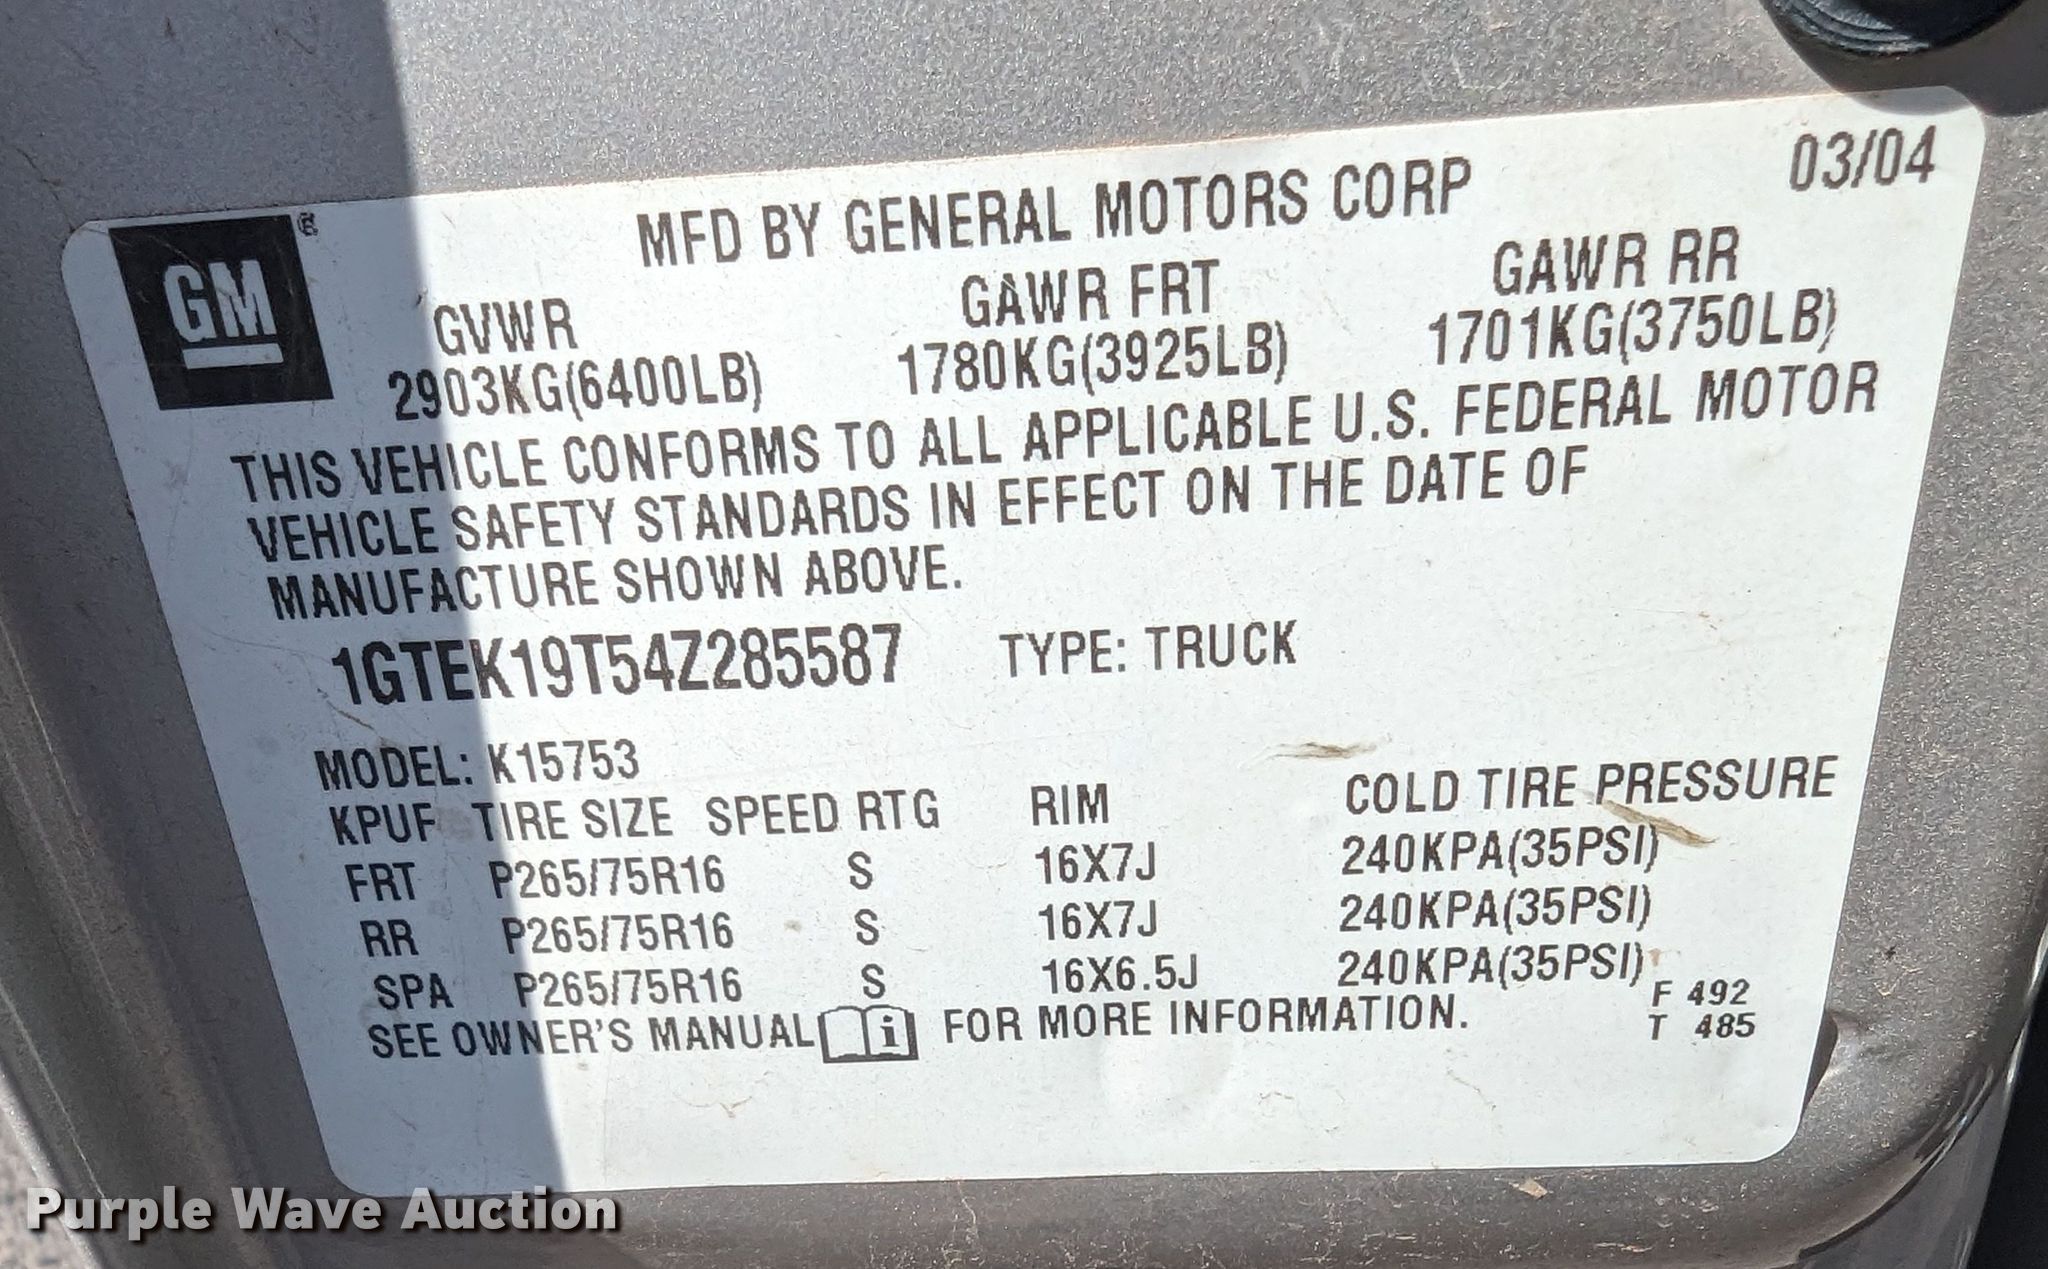 03/04
MFD BY GENERAL MOTORS CORP
GM®
GVWR GAWR FRT GAWR RR
2903KG(6400LB) 1780KG(3925LB) 1701KG(3750LB)
THIS VEHICLE CONFORMS TO ALL APPLICABLE U.S. FEDERAL MOTOR
VEHICLE SAFETY STANDARDS IN EFFECT ON THE DATE OF
MANUFACTURE SHOWN ABOVE.
1GTEK19T54Z285587 TYPE: TRUCK
MODEL: K15753
KPUF TIRE SIZE SPEED RTG RIM COLD TIRE PRESSURE
FRT P265/75R16 S 16X7J 240KPA(35PSI)
RR P265/75R16 S 16X7J 240KPA(35PSI)
SPA P265/75R16 S 16X6.5J 240KPA(35PSI)
SEE OWNER'S MANUAL i FOR MORE INFORMATION.
F 492
T 485
Purple Wave Auction